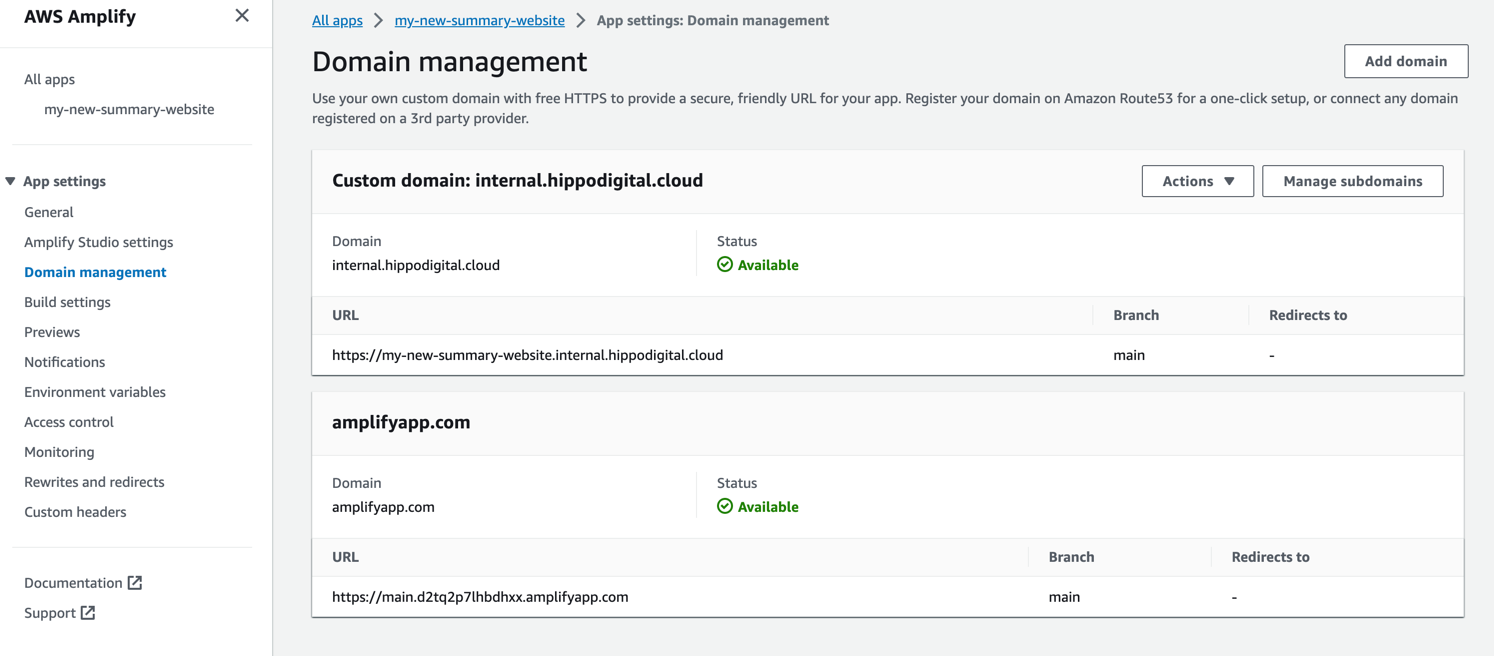 AWS Amplify
All apps
my-new-summary-website
App settings
General
Amplify Studio settings
Domain management
Build settings
Previews
Notifications
Environment variables
Access control
Monitoring
Rewrites and redirects
Custom headers
Documentation
Support
All apps > my-new-summary-website > App settings: Domain management
Domain management
Add domain
Use your own custom domain with free HTTPS to provide a secure, friendly URL for your app. Register your domain on Amazon Route53 for a one-click setup, or connect any domain
registered on a 3rd party provider.
Custom domain: internal.hippodigital.cloud
Actions
Manage subdomains
Domain
internal.hippodigital.cloud
Status
Available
URL Branch Redirects to
https://my-new-summary-website.internal.hippodigital.cloud main -
amplifyapp.com
Domain
amplifyapp.com
Status
Available
URL Branch Redirects to
https://main.d2tq2p7lhbdhxx.amplifyapp.com main -